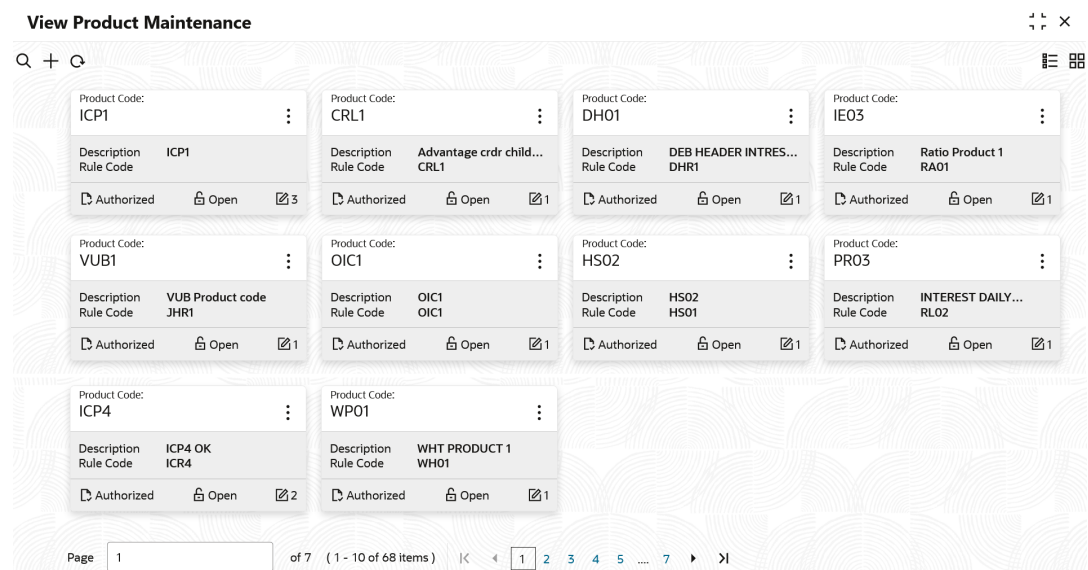 View Product Maintenance
Product Code:
ICP1
Description ICP1
Rule Code
Authorized Open 3
Product Code:
CRL1
Description Advantage crdr child...
Rule Code CRL1
Authorized Open 1
Product Code:
DH01
Description DEB HEADER INTRES...
Rule Code DHR1
Authorized Open 1
Product Code:
IE03
Description Ratio Product 1
Rule Code RA01
Authorized Open 1
Product Code:
VUB1
Description VUB Product code
Rule Code JHR1
Authorized Open 1
Product Code:
OIC1
Description OIC1
Rule Code OIC1
Authorized Open 1
Product Code:
HS02
Description HS02
Rule Code HS01
Authorized Open 1
Product Code:
PR03
Description INTEREST DAILY...
Rule Code RL02
Authorized Open 1
Product Code:
ICP4
Description ICP4 OK
Rule Code ICR4
Authorized Open 2
Product Code:
WP01
Description WHT PRODUCT 1
Rule Code WH01
Authorized Open 1
Page 1 of 7 ( 1 - 10 of 68 items ) 1 2 3 4 5 .... 7